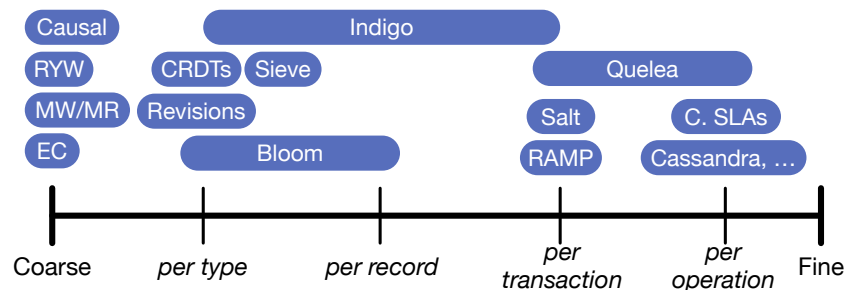 Causal Indigo
RYW CRDTs Sieve Quelea
MW/MR Revisions Salt C. SLAs
EC Bloom RAMP Cassandra, …
Coarse per type per record per transaction per operation Fine